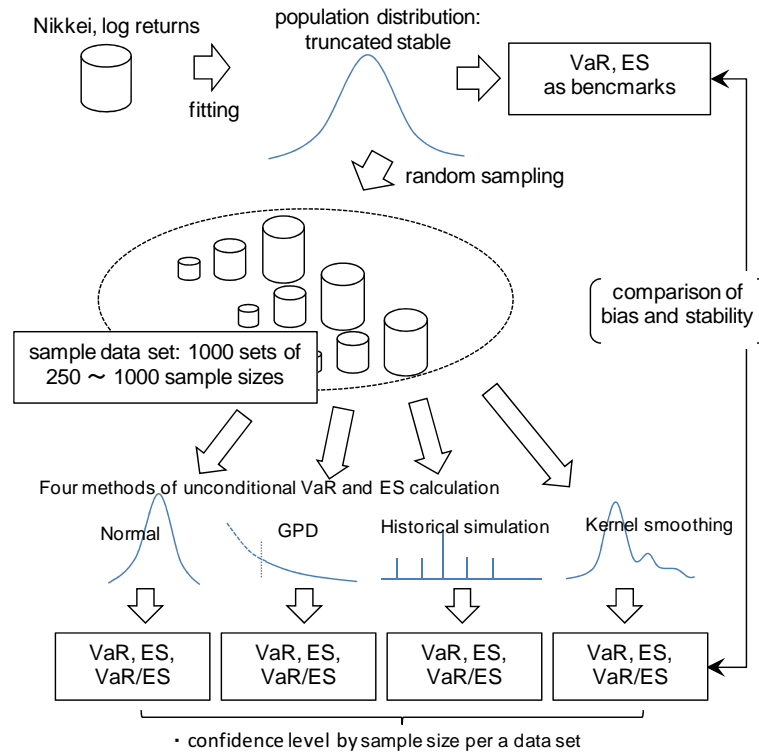 Nikkei, log returns
fitting
population distribution:
truncated stable
VaR, ES
as bencmarks
random sampling
comparison of
bias and stability
sample data set: 1000 sets of
250 ～ 1000 sample sizes
Four methods of unconditional VaR and ES calculation
Normal
GPD
Historical simulation
Kernel smoothing
VaR, ES,
VaR/ES
VaR, ES,
VaR/ES
VaR, ES,
VaR/ES
VaR, ES,
VaR/ES
・confidence level by sample size per a data set